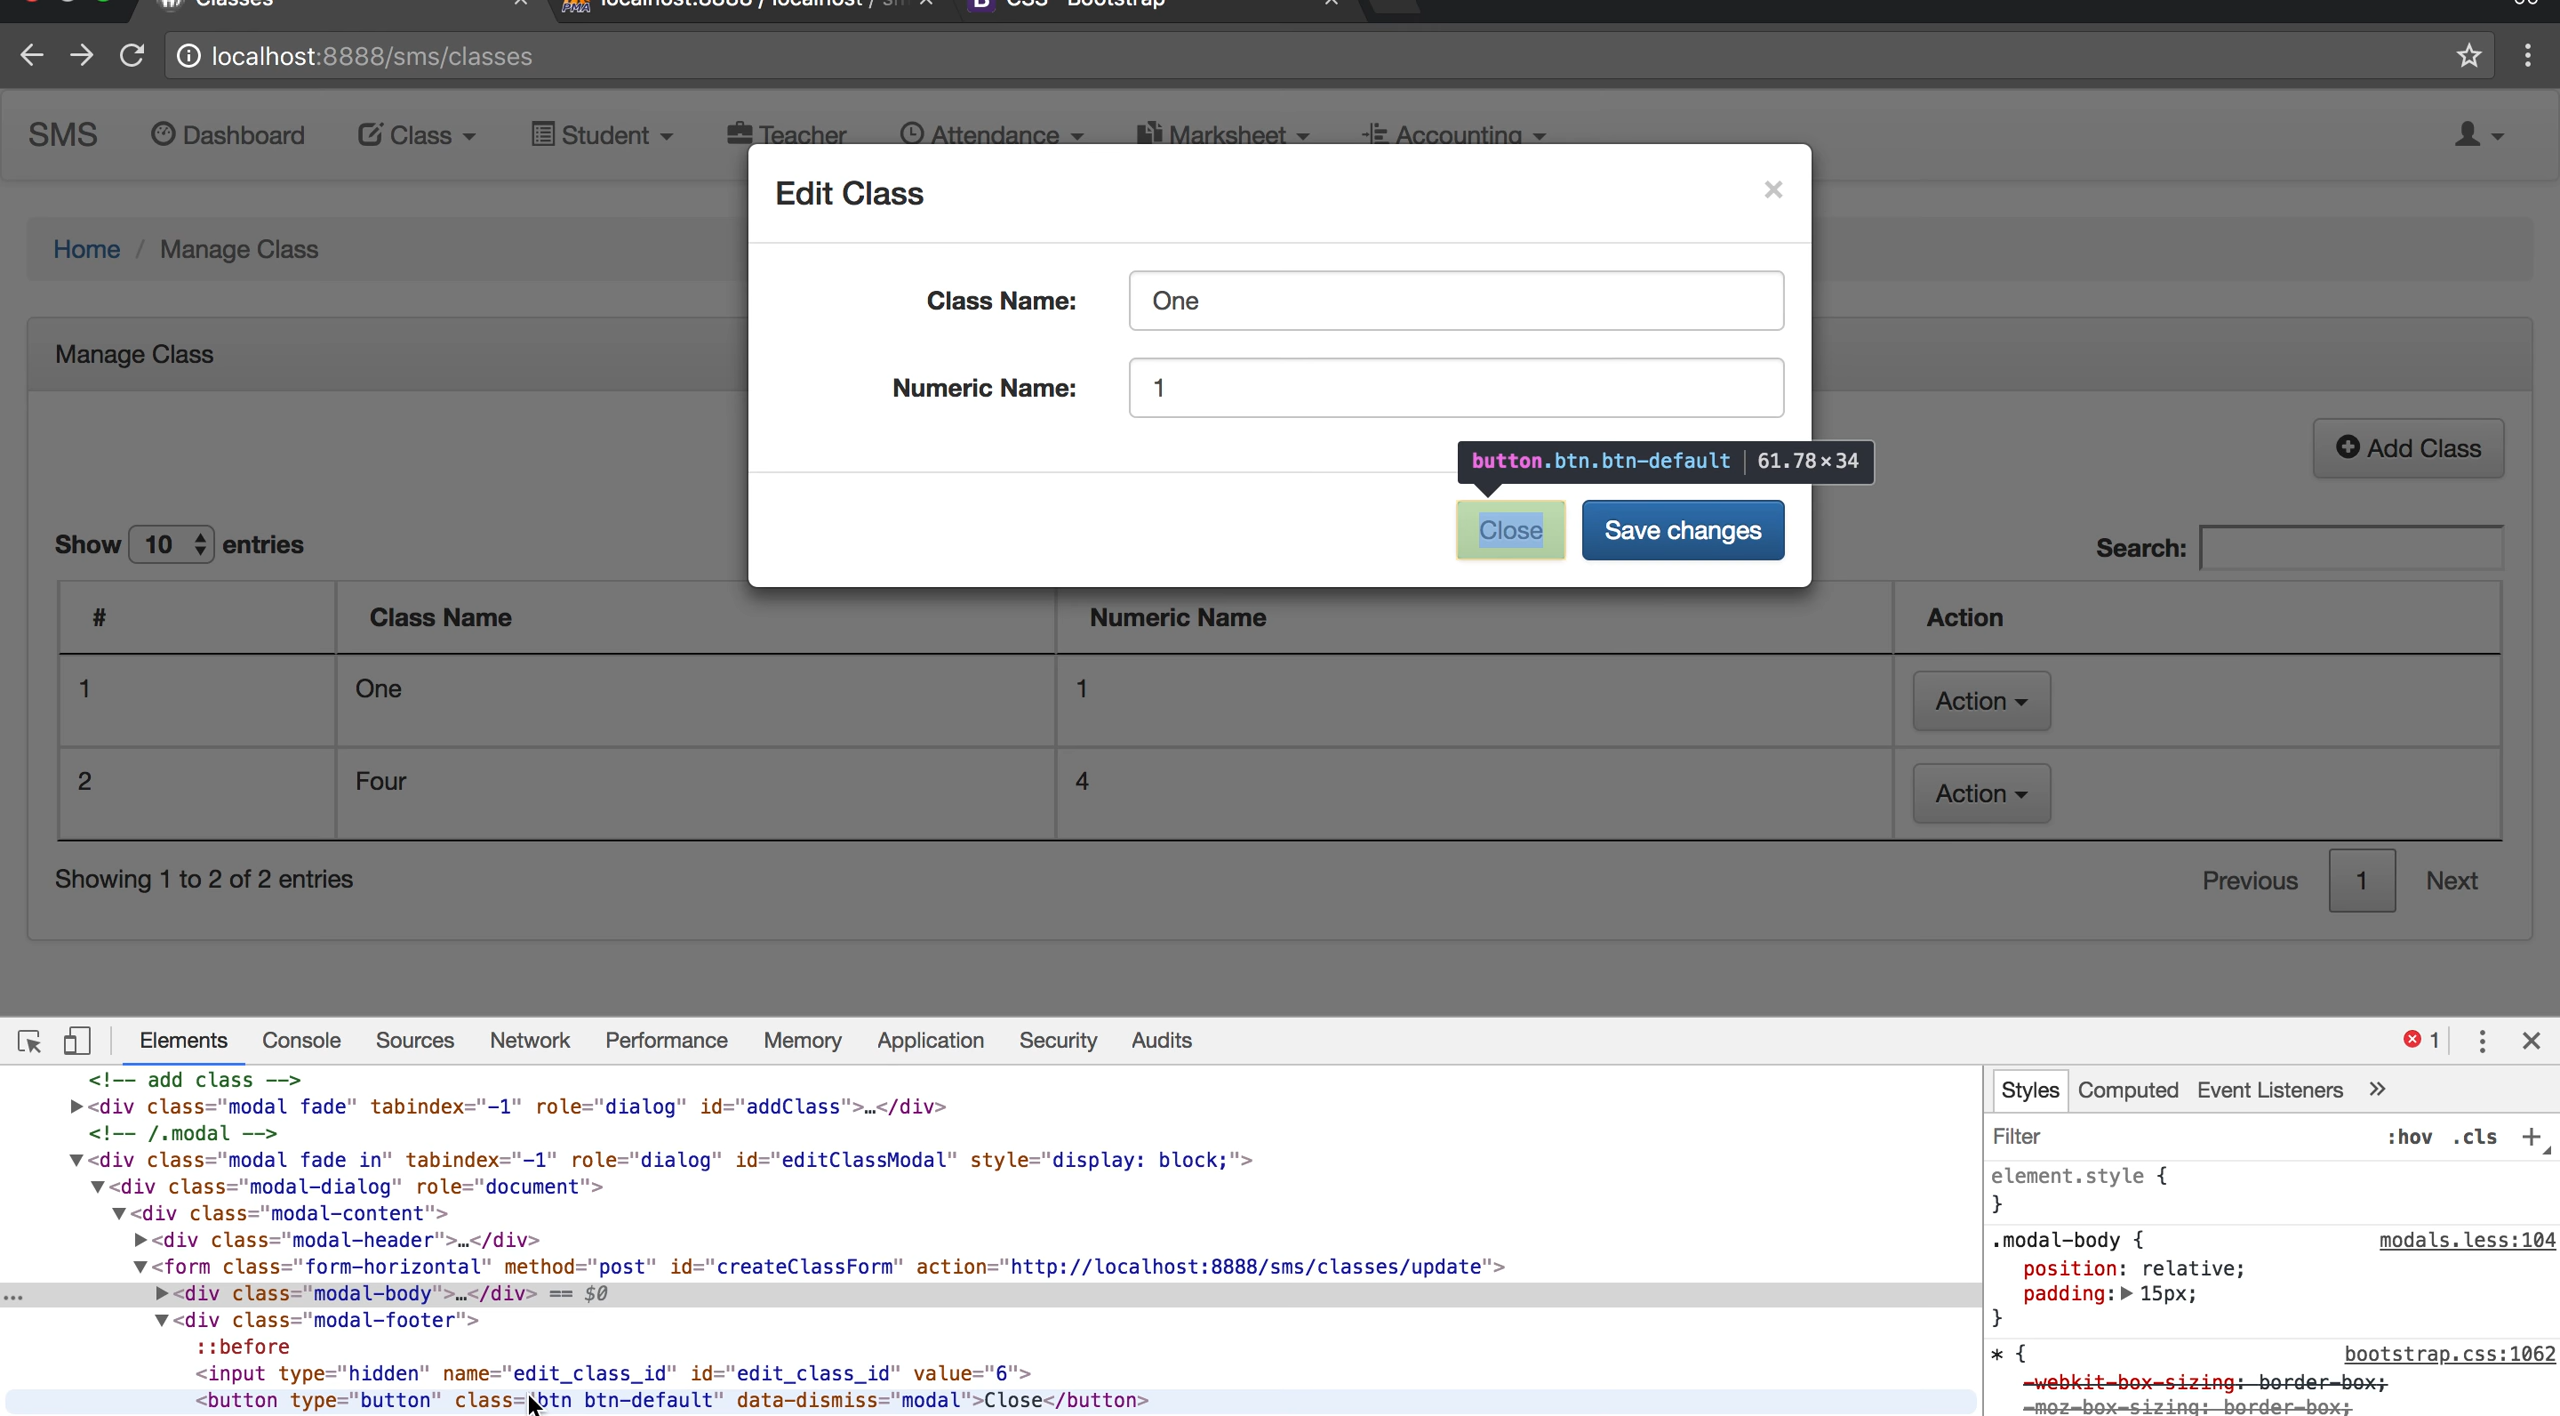 Classes
localhost:8888 / localhost / sm
CSS · Bootstrap
localhost:8888/sms/classes
SMS Dashboard Class Student Teacher Attendance Marksheet Accounting
Edit Class ×
Home / Manage Class
Class Name: One
Manage Class
Numeric Name: 1
Add Class
button.btn.btn-default 61.78×34
Close Save changes
Show 10 entries
Search:
# Class Name Numeric Name Action
1 One 1 Action
2 Four 4 Action
Showing 1 to 2 of 2 entries
Previous 1 Next
Elements Console Sources Network Performance Memory Application Security Audits 1
<!-- add class -->
▶<div class="modal fade" tabindex="-1" role="dialog" id="addClass">…</div>
<!-- /.modal -->
▼<div class="modal fade in" tabindex="-1" role="dialog" id="editClassModal" style="display: block;">
▼<div class="modal-dialog" role="document">
▼<div class="modal-content">
▶<div class="modal-header">…</div>
▼<form class="form-horizontal" method="post" id="createClassForm" action="http://localhost:8888/sms/classes/update">
▶<div class="modal-body">…</div> == $0
▼<div class="modal-footer">
::before
<input type="hidden" name="edit_class_id" id="edit_class_id" value="6">
<button type="button" class="btn btn-default" data-dismiss="modal">Close</button>
Styles Computed Event Listeners »
Filter :hov .cls +
element.style {
}
.modal-body { modals.less:104
position: relative;
padding:▶ 15px;
}
* { bootstrap.css:1062
-webkit-box-sizing: border-box;
-moz-box-sizing: border-box;